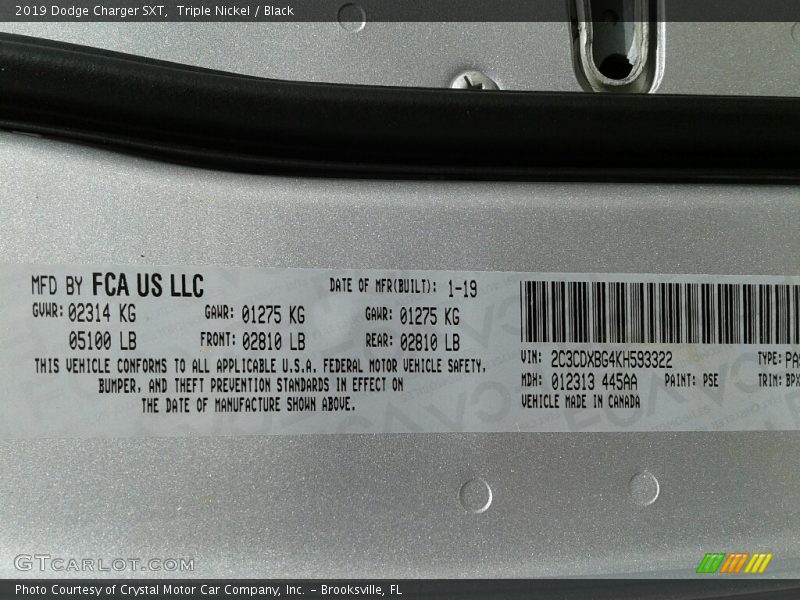 2019 Dodge Charger SXT, Triple Nickel / Black
MFD BY FCA US LLC DATE OF MFR(BUILT): 1-19
GVWR: 02314 KG GAWR: 01275 KG GAWR: 01275 KG
05100 LB FRONT: 02810 LB REAR: 02810 LB
THIS VEHICLE CONFORMS TO ALL APPLICABLE U.S.A. FEDERAL MOTOR VEHICLE SAFETY,
BUMPER, AND THEFT PREVENTION STANDARDS IN EFFECT ON
THE DATE OF MANUFACTURE SHOWN ABOVE.
VIN: 2C3CDXBG4KH593322 TYPE:PAS
MDH: 012313 445AA PAINT: PSE TRIM:BPX
VEHICLE MADE IN CANADA
GTCARLOT.COM
Photo Courtesy of Crystal Motor Car Company, Inc. – Brooksville, FL